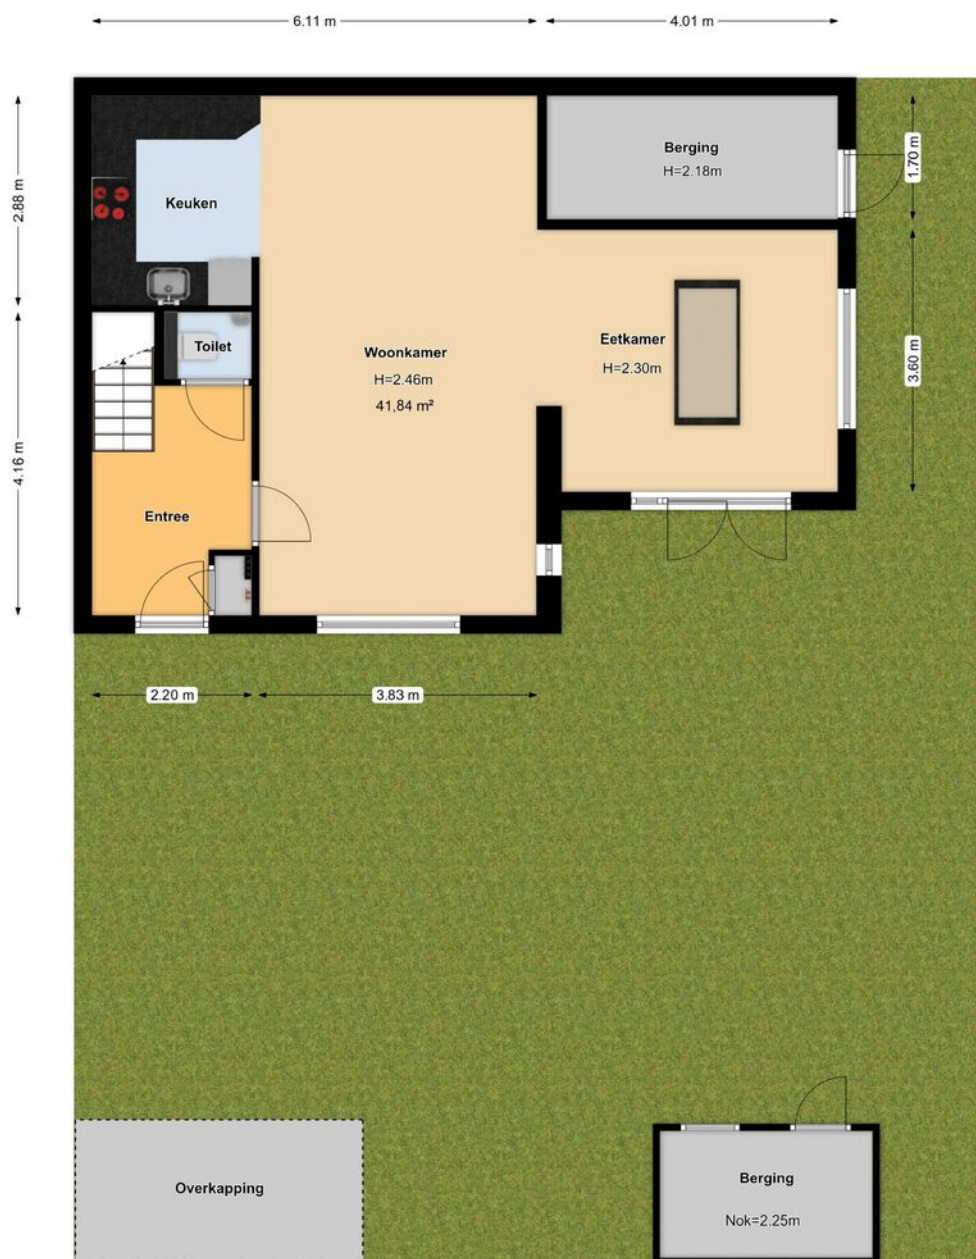 6.11 m
4.01 m
2.88 m
4.16 m
1.70 m
3.60 m
Berging
H=2.18m
Keuken
Toilet
Woonkamer
H=2.46m
41,84 m²
Eetkamer
H=2.30m
Entree
2.20 m
3.83 m
Overkapping
Berging
Nok=2.25m